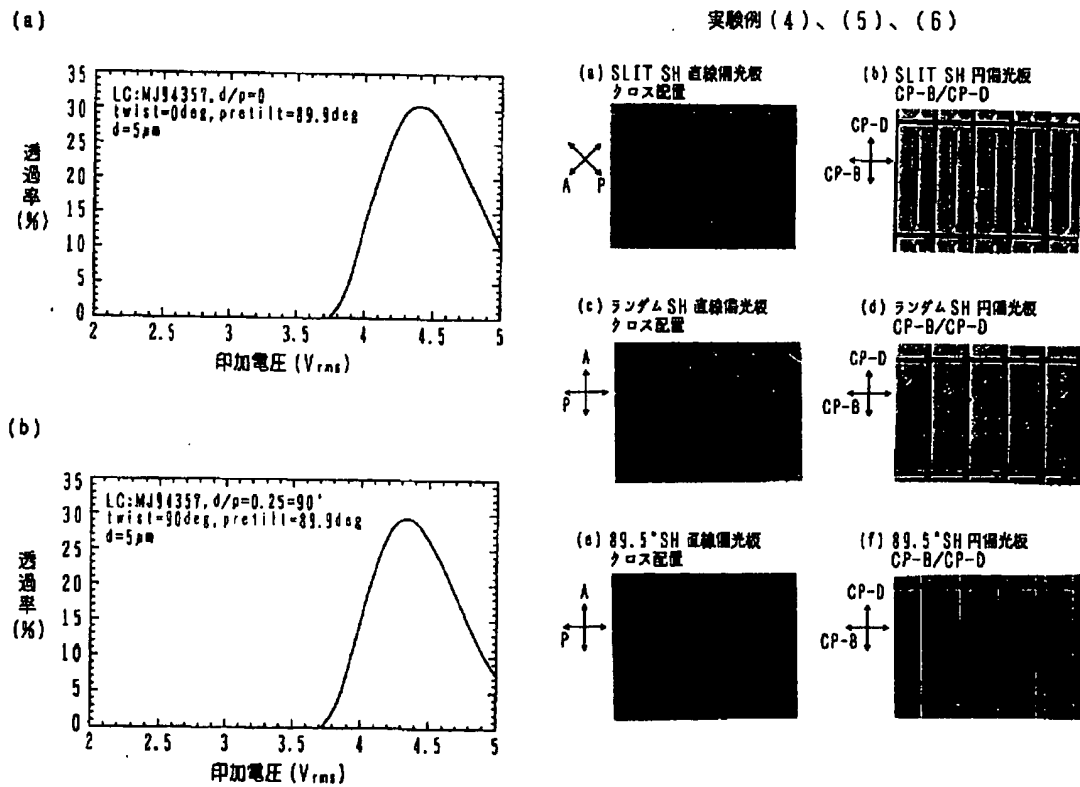 (a)
35
30
25
20
15
10
5
0
透過率(%)
LC:MJ94357, d/p=0
twist=0deg, pretilt=89.9deg
d=5μm
2 2.5 3 3.5 4 4.5 5
印加電圧(Vrms)
(b)
35
30
25
20
15
10
5
0
透過率(%)
LC:MJ94357, d/p=0.25=90°
twist=90deg, pretilt=89.9deg
d=5μm
2 2.5 3 3.5 4 4.5 5
印加電圧(Vrms)
実験例(4)、(5)、(6)
(a) SLIT SH 直線偏光板
クロス配置
A P
(b) SLIT SH 円偏光板
CP-B/CP-D
CP-D
CP-B
(c) ランダム SH 直線偏光板
クロス配置
A
P
(d) ランダム SH 円偏光板
CP-B/CP-D
CP-D
CP-B
(e) 89.5°SH 直線偏光板
クロス配置
A
P
(f) 89.5°SH 円偏光板
CP-B/CP-D
CP-D
CP-B